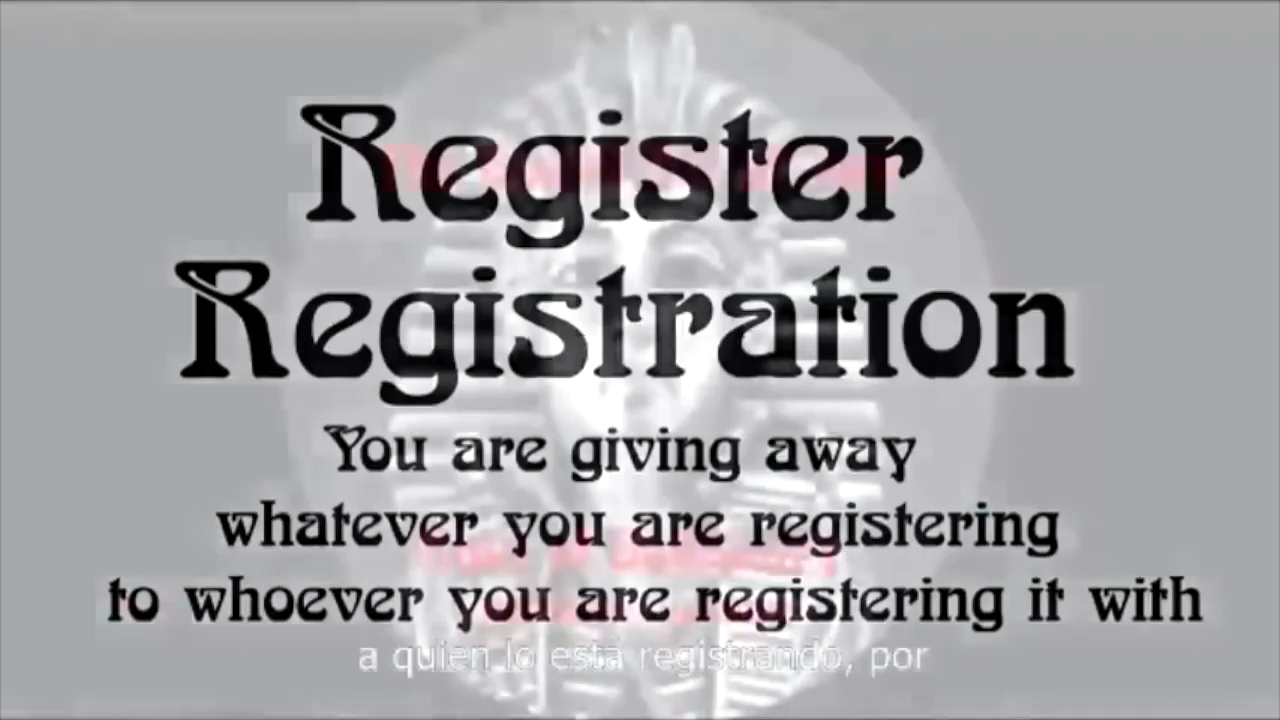 Register
Registration
You are giving away
whatever you are registering
to whoever you are registering it with
a quien lo está registrando, por